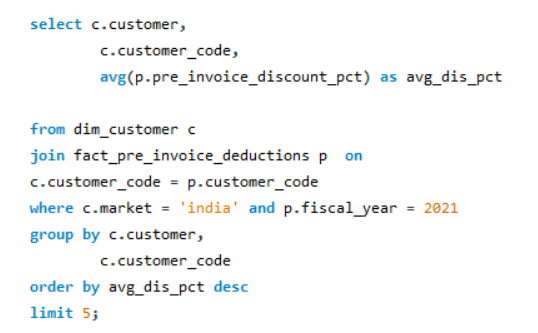 select c.customer,
c.customer_code,
avg(p.pre_invoice_discount_pct) as avg_dis_pct
from dim_customer c
join fact_pre_invoice_deductions p on
c.customer_code = p.customer_code
where c.market = 'india' and p.fiscal_year = 2021
group by c.customer,
c.customer_code
order by avg_dis_pct desc
limit 5;